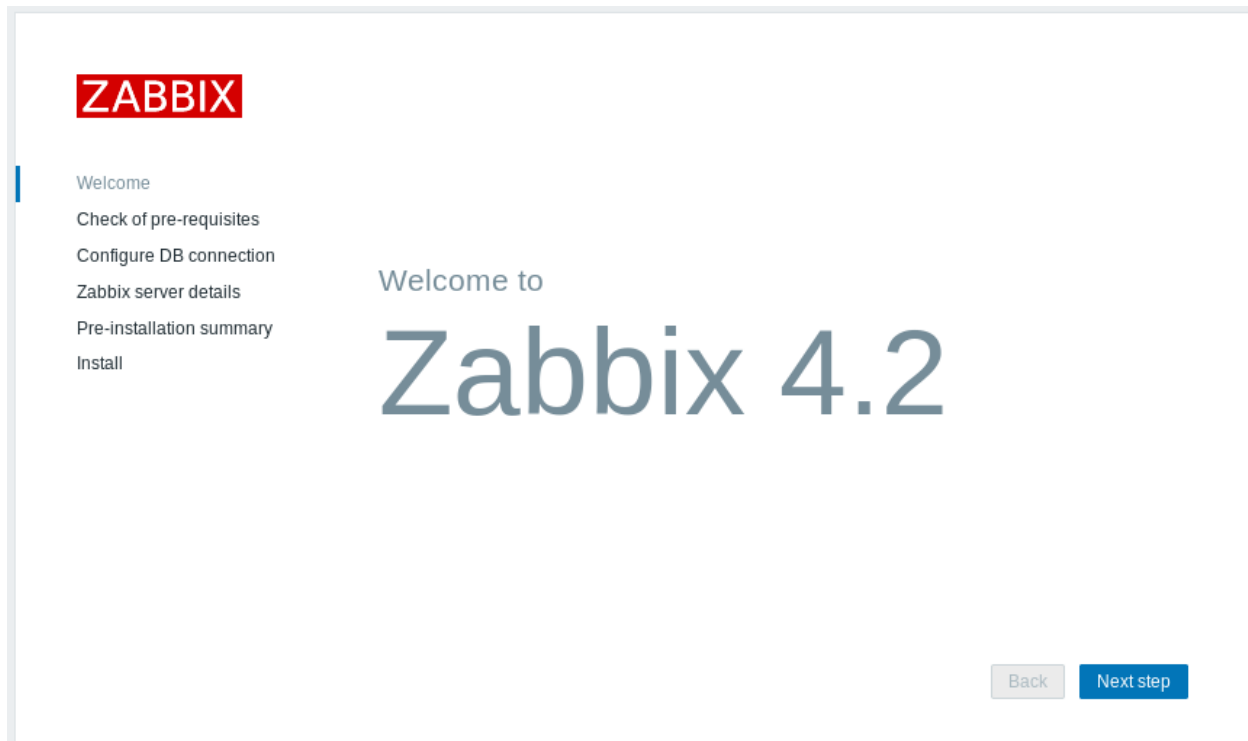 ZABBIX
Welcome
Check of pre-requisites
Configure DB connection
Zabbix server details
Pre-installation summary
Install
Welcome to
Zabbix 4.2
Back
Next step